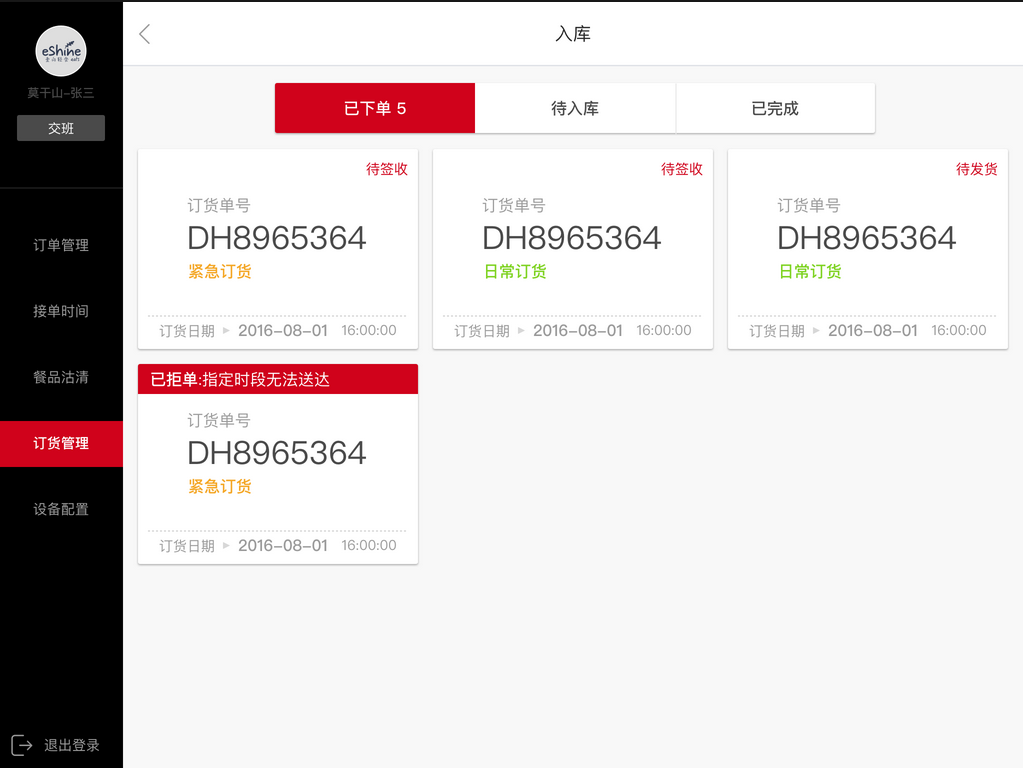 eShine
莫干山-张三
交班
订单管理
接单时间
餐品沽清
订货管理
设备配置
退出登录
入库
已下单 5
待入库
已完成
待签收
订货单号
DH8965364
紧急订货
订货日期 2016-08-01 16:00:00
待签收
订货单号
DH8965364
日常订货
订货日期 2016-08-01 16:00:00
待发货
订货单号
DH8965364
日常订货
订货日期 2016-08-01 16:00:00
已拒单:指定时段无法送达
订货单号
DH8965364
紧急订货
订货日期 2016-08-01 16:00:00